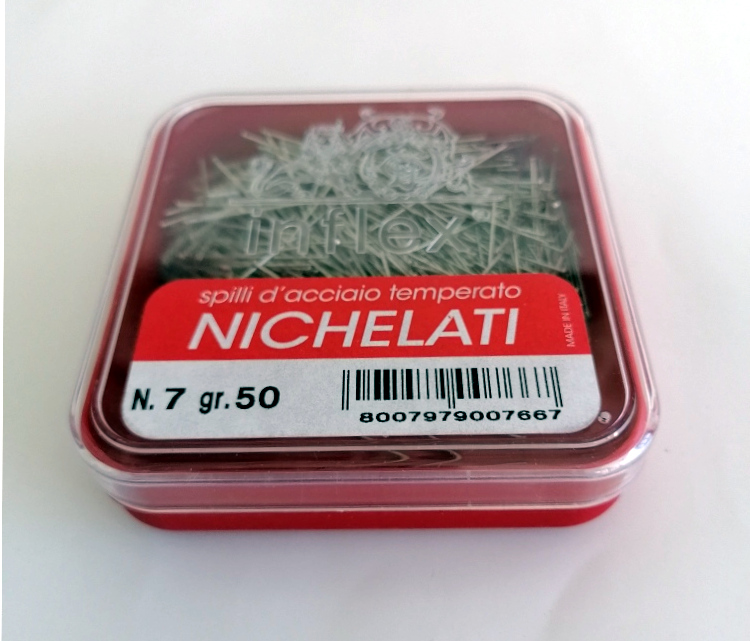 inflex
spilli d'acciaio temperato
NICHELATI
MADE IN ITALY
N. 7 gr. 50
8007979007667